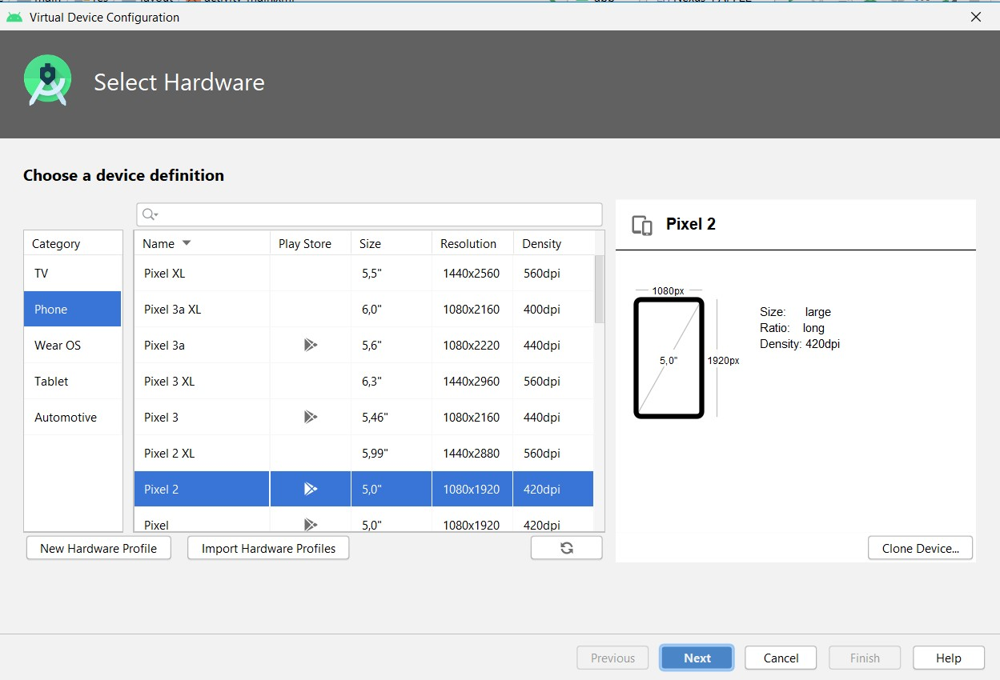 Virtual Device Configuration
Select Hardware
Choose a device definition
Category
TV
Phone
Wear OS
Tablet
Automotive
Name Play Store Size Resolution Density
Pixel XL 5,5" 1440x2560 560dpi
Pixel 3a XL 6,0" 1080x2160 400dpi
Pixel 3a 5,6" 1080x2220 440dpi
Pixel 3 XL 6,3" 1440x2960 560dpi
Pixel 3 5,46" 1080x2160 440dpi
Pixel 2 XL 5,99" 1440x2880 560dpi
Pixel 2 5,0" 1080x1920 420dpi
Pixel 5,0" 1080x1920 420dpi
New Hardware Profile Import Hardware Profiles
Pixel 2
1080px
5,0"
1920px
Size: large
Ratio: long
Density: 420dpi
Clone Device...
Previous Next Cancel Finish Help